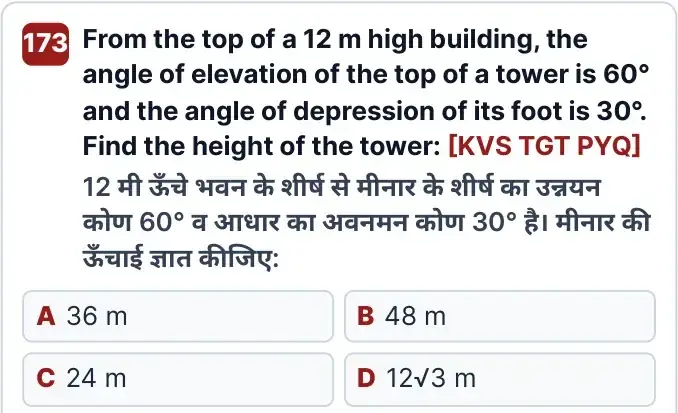 173 From the top of a 12 m high building, the
angle of elevation of the top of a tower is 60°
and the angle of depression of its foot is 30°.
Find the height of the tower: [KVS TGT PYQ]
12 मी ऊँचे भवन के शीर्ष से मीनार के शीर्ष का उन्नयन
कोण 60° व आधार का अवनमन कोण 30° है। मीनार की
ऊँचाई ज्ञात कीजिए:
A 36 m
B 48 m
C 24 m
D 12√3 m